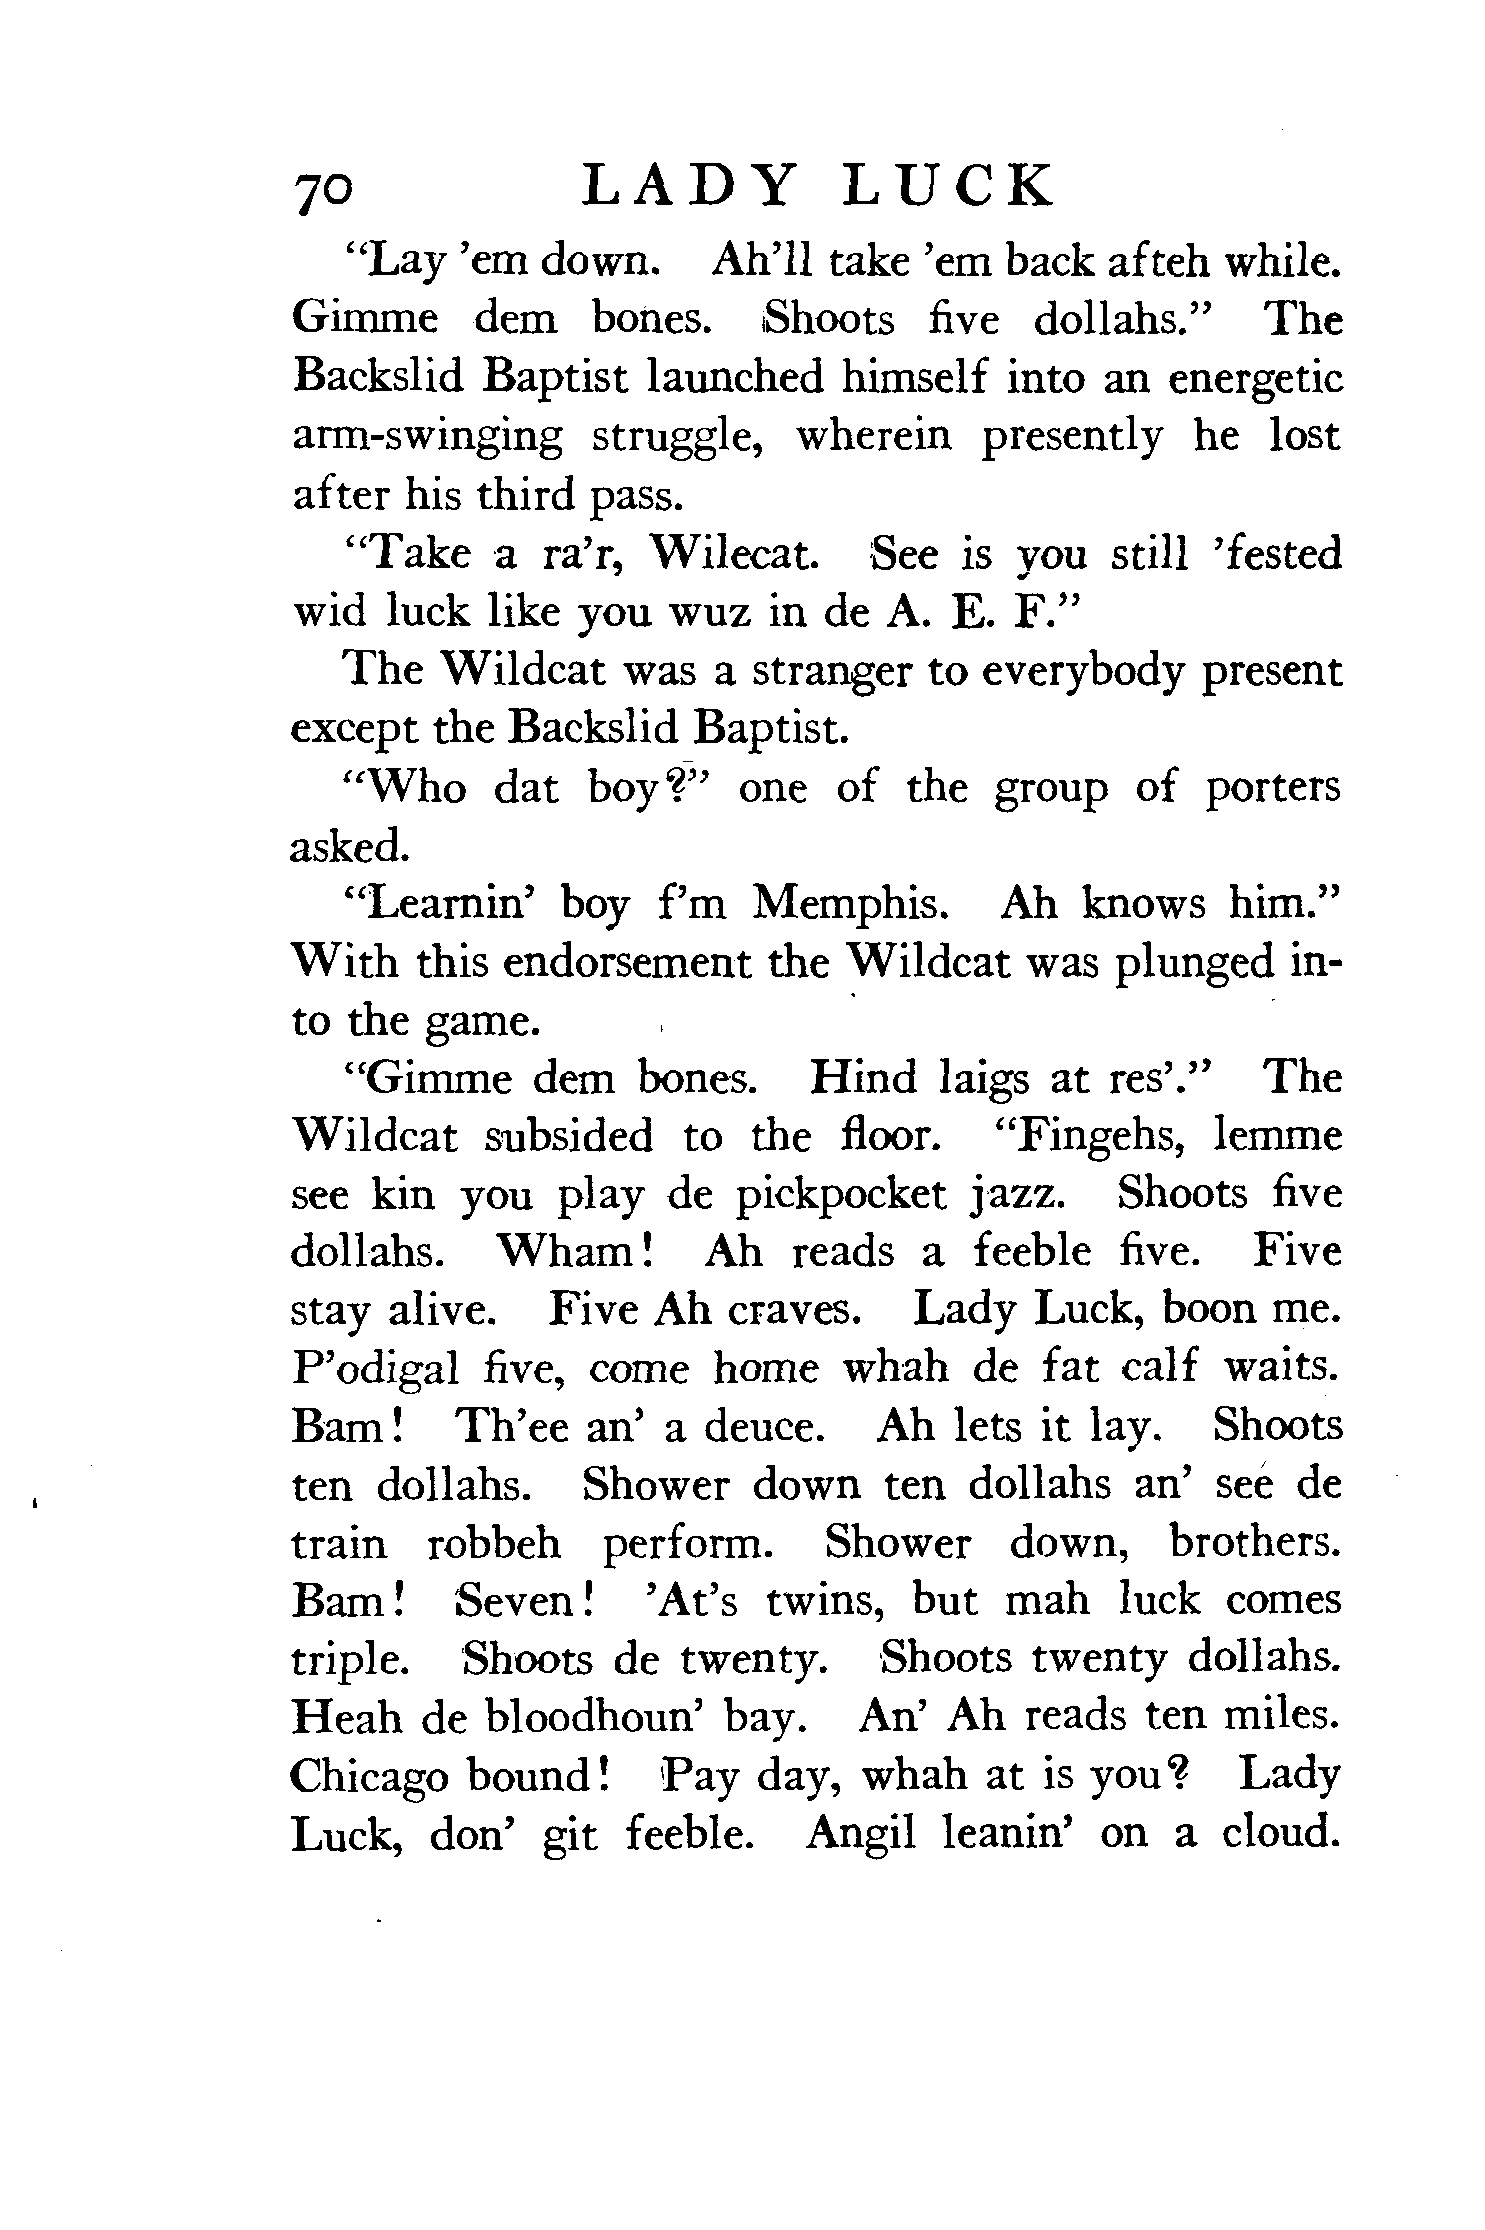 70 LADY LUCK
“Lay ’em down. Ah’ll take ’em back afteh while.
Gimme dem bones. Shoots five dollahs.” The
Backslid Baptist launched himself into an energetic
arm-swinging struggle, wherein presently he lost
after his third pass.
“Take a ra’r, Wilecat. See is you still ’fested
wid luck like you wuz in de A. E. F.”
The Wildcat was a stranger to everybody present
except the Backslid Baptist.
“Who dat boy?” one of the group of porters
asked.
“Learnin’ boy f’m Memphis. Ah knows him.”
With this endorsement the Wildcat was plunged in-
to the game.
“Gimme dem bones. Hind laigs at res’.” The
Wildcat subsided to the floor. “Fingehs, lemme
see kin you play de pickpocket jazz. Shoots five
dollahs. Wham! Ah reads a feeble five. Five
stay alive. Five Ah craves. Lady Luck, boon me.
P’odigal five, come home whah de fat calf waits.
Bam! Th’ee an’ a deuce. Ah lets it lay. Shoots
ten dollahs. Shower down ten dollahs an’ see de
train robbeh perform. Shower down, brothers.
Bam! Seven! ’At’s twins, but mah luck comes
triple. Shoots de twenty. Shoots twenty dollahs.
Heah de bloodhoun’ bay. An’ Ah reads ten miles.
Chicago bound! Pay day, whah at is you? Lady
Luck, don’ git feeble. Angil leanin’ on a cloud.